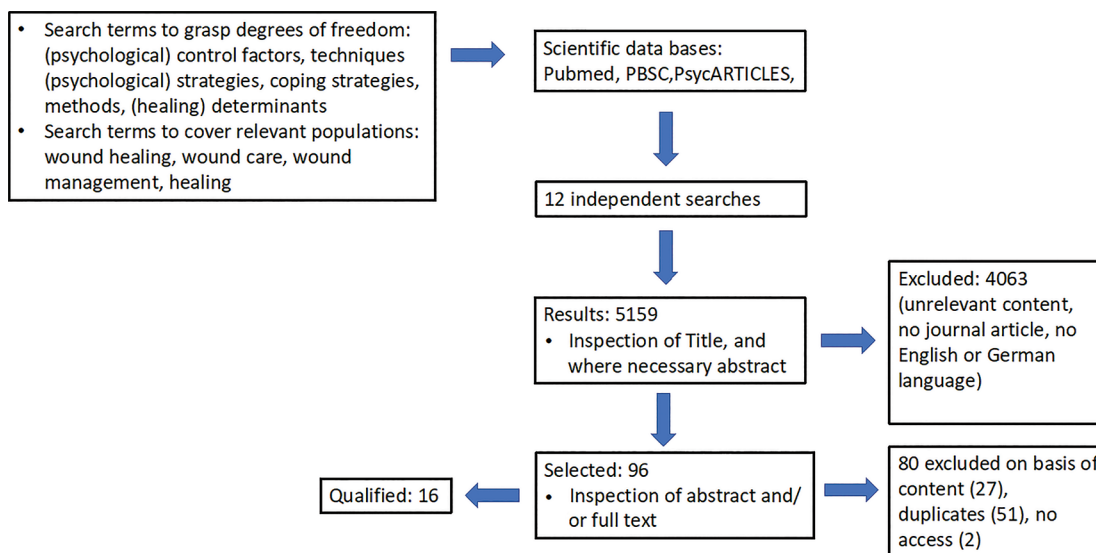 • Search terms to grasp degrees of freedom:
(psychological) control factors, techniques
(psychological) strategies, coping strategies,
methods, (healing) determinants
• Search terms to cover relevant populations:
wound healing, wound care, wound
management, healing
Scientific data bases:
Pubmed, PBSC,PsycARTICLES,
12 independent searches
Results: 5159
• Inspection of Title, and
where necessary abstract
Excluded: 4063
(unrelevant content,
no journal article, no
English or German
language)
Selected: 96
• Inspection of abstract and/
or full text
Qualified: 16
80 excluded on basis of
content (27),
duplicates (51), no
access (2)